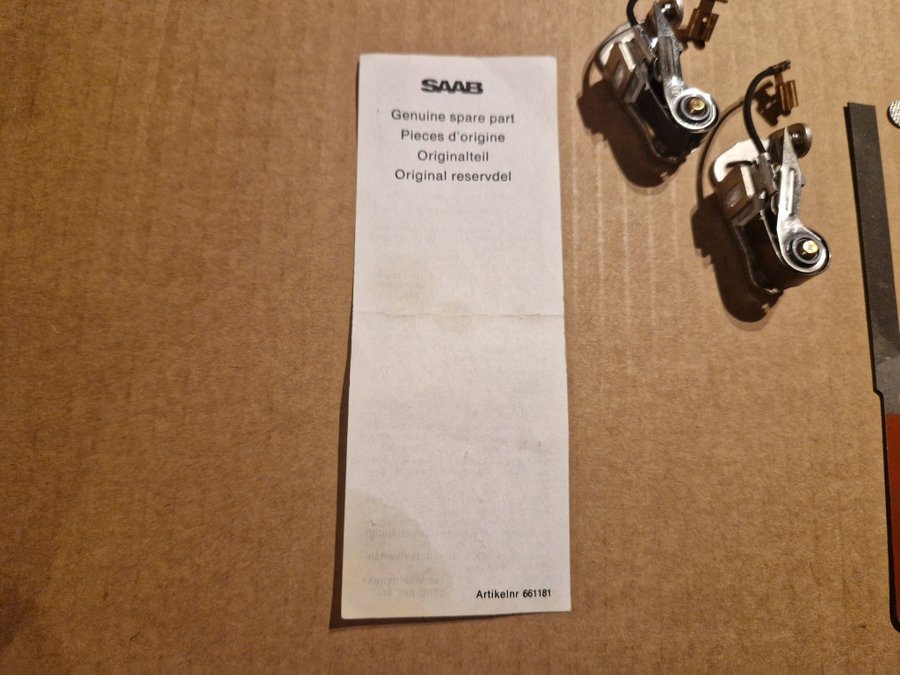 SAAB
Genuine spare part
Pieces d'origine
Originalteil
Original reservdel
Artikelnr 661181